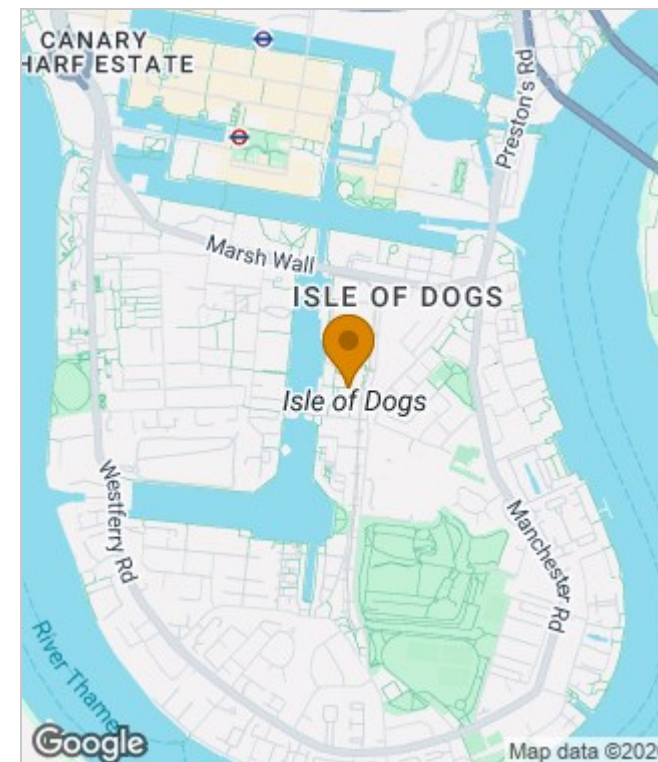 CANARY
HARF ESTATE
Preston's Rd
Marsh Wall
ISLE OF DOGS
Isle of Dogs
Westferry Rd
Manchester Rd
River Thames
Google
Map data ©202